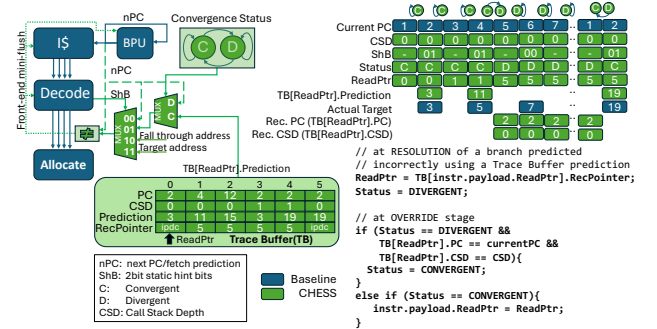 nPC
Convergence Status
I$
BPU
C
D
Front-end mini-flush
nPC
Decode
ShB
MUX
00
01
10
11
MUX
D
C
Fall through address
Target address
Allocate
TB[ReadPtr].Prediction
0 1 2 3 4 5
PC 2 4 12 2 2 2
CSD 0 0 0 1 1 0
Prediction 3 11 15 3 19 19
RecPointer ipdc 5 5 5 5 ipdc
ReadPtr Trace Buffer(TB)
nPC: next PC/fetch prediction
ShB: 2bit static hint bits
C: Convergent
D: Divergent
CSD: Call Stack Depth
Baseline
CHESS
C C C C D D C D
Current PC 1 2 3 4 5 6 7 .. 1 2
CSD 0 0 0 0 0 0 0 .. 0 0
ShB - 01 - 01 - 00 - .. - 01
Status C C C C D D D .. D C
ReadPtr 0 0 1 1 5 5 5 .. 5 5
TB[ReadPtr].Prediction 3 11 19
Actual Target 3 5 7 19
Rec. PC (TB[ReadPtr].PC) 2 2 2 .. 2 2
Rec. CSD (TB[ReadPtr].CSD) 0 0 0 .. 0 0
// at RESOLUTION of a branch predicted
// incorrectly using a Trace Buffer prediction
ReadPtr = TB[instr.payload.ReadPtr].RecPointer;
Status = DIVERGENT;
// at OVERRIDE stage
if (Status == DIVERGENT &&
TB[ReadPtr].PC == currentPC &&
TB[ReadPtr].CSD == CSD){
Status = CONVERGENT;
}
else if (Status == CONVERGENT){
instr.payload.ReadPtr = ReadPtr;
}